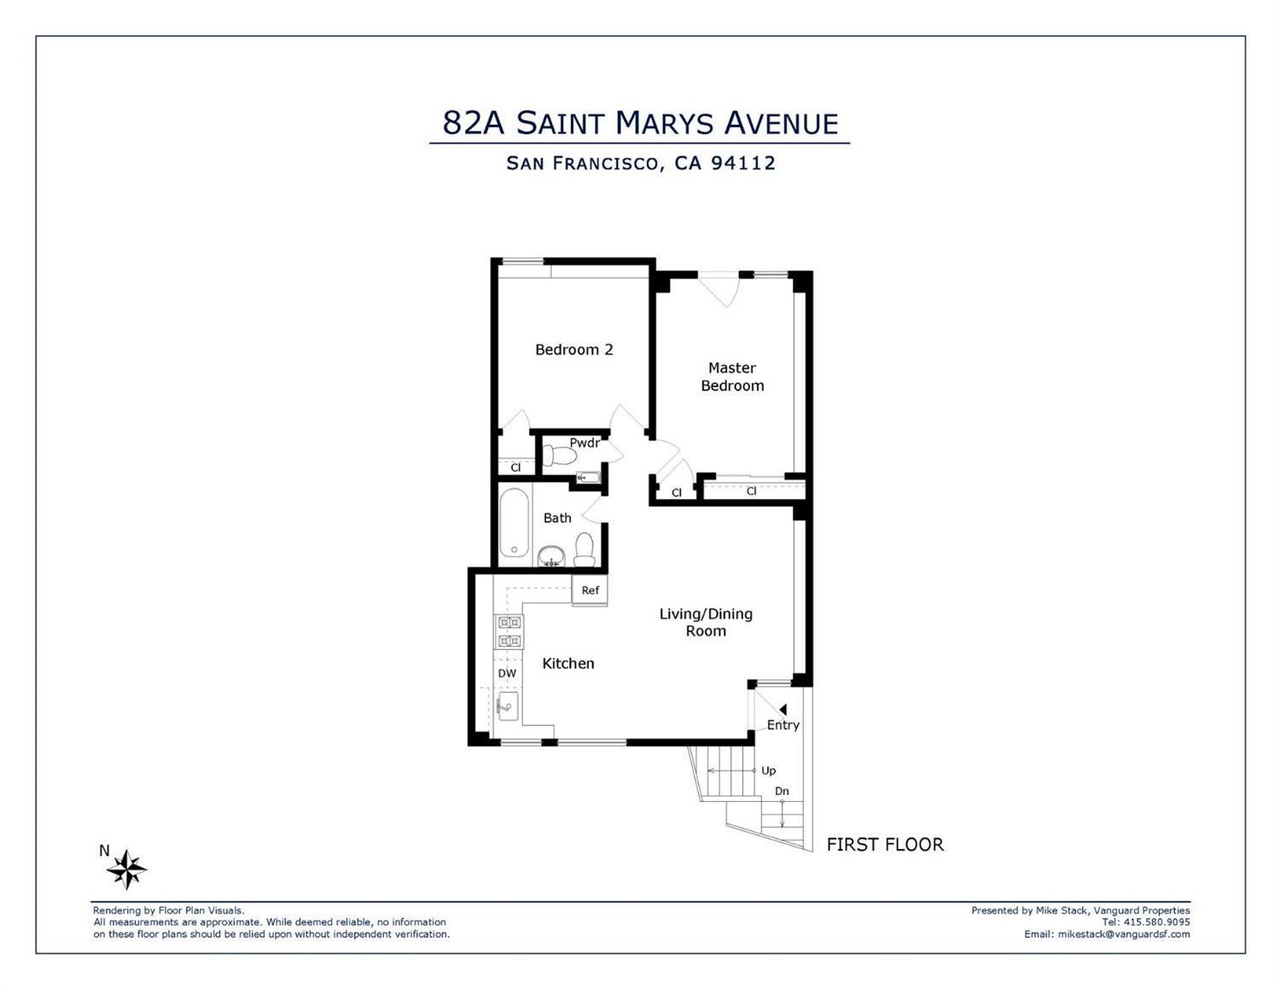 82A SAINT MARYS AVENUE
SAN FRANCISCO, CA 94112
Bedroom 2
Master
Bedroom
Pwdr
Cl
Cl
Cl
Bath
Ref
Living/Dining
Room
Kitchen
DW
Entry
Up
Dn
FIRST FLOOR
N
Rendering by Floor Plan Visuals.
All measurements are approximate. While deemed reliable, no information
on these floor plans should be relied upon without independent verification.
Presented by Mike Stack, Vanguard Properties
Tel: 415.580.9095
Email: mikestack@vanguardsf.com